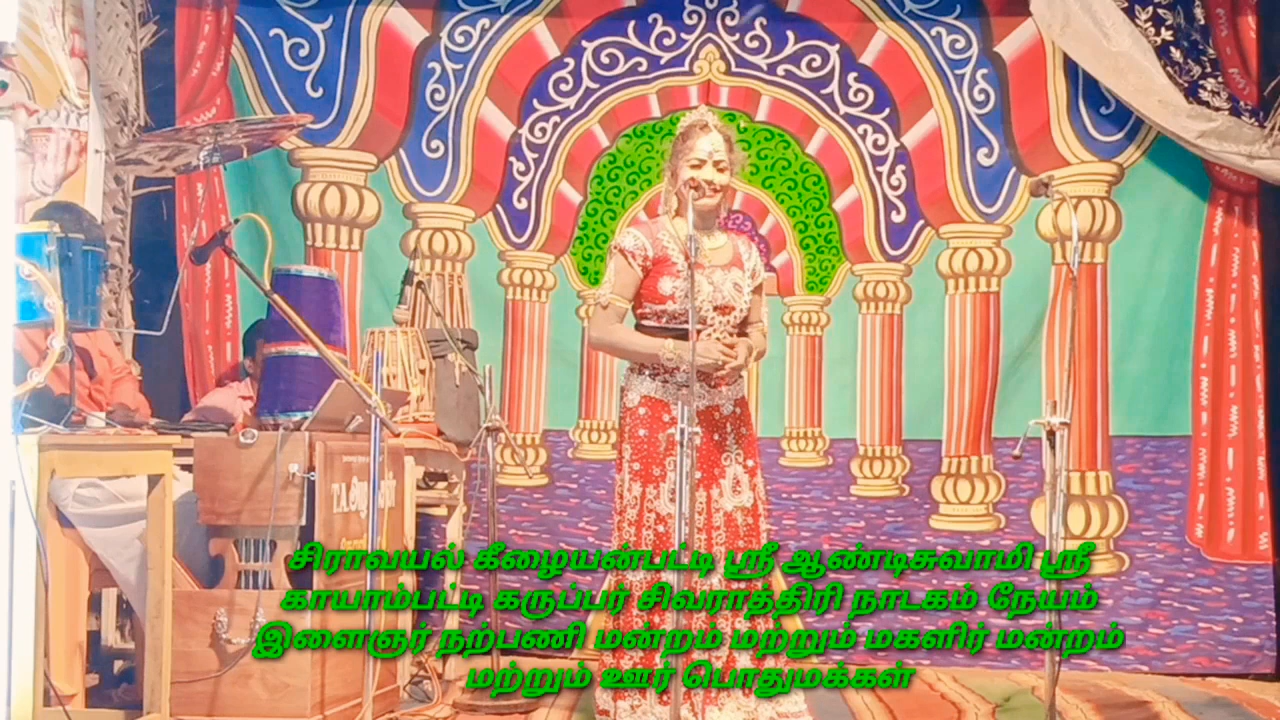 T.A.
சிராவயல் கீழையன்பட்டி ஸ்ரீ ஆண்டிசுவாமி ஸ்ரீ
காயாம்பட்டி கருப்பர் சிவராத்திரி நாடகம் நேயம்
இளைஞர் நற்பணி மன்றம் மற்றும் மகளிர் மன்றம்
மற்றும் ஊர் பொதுமக்கள்